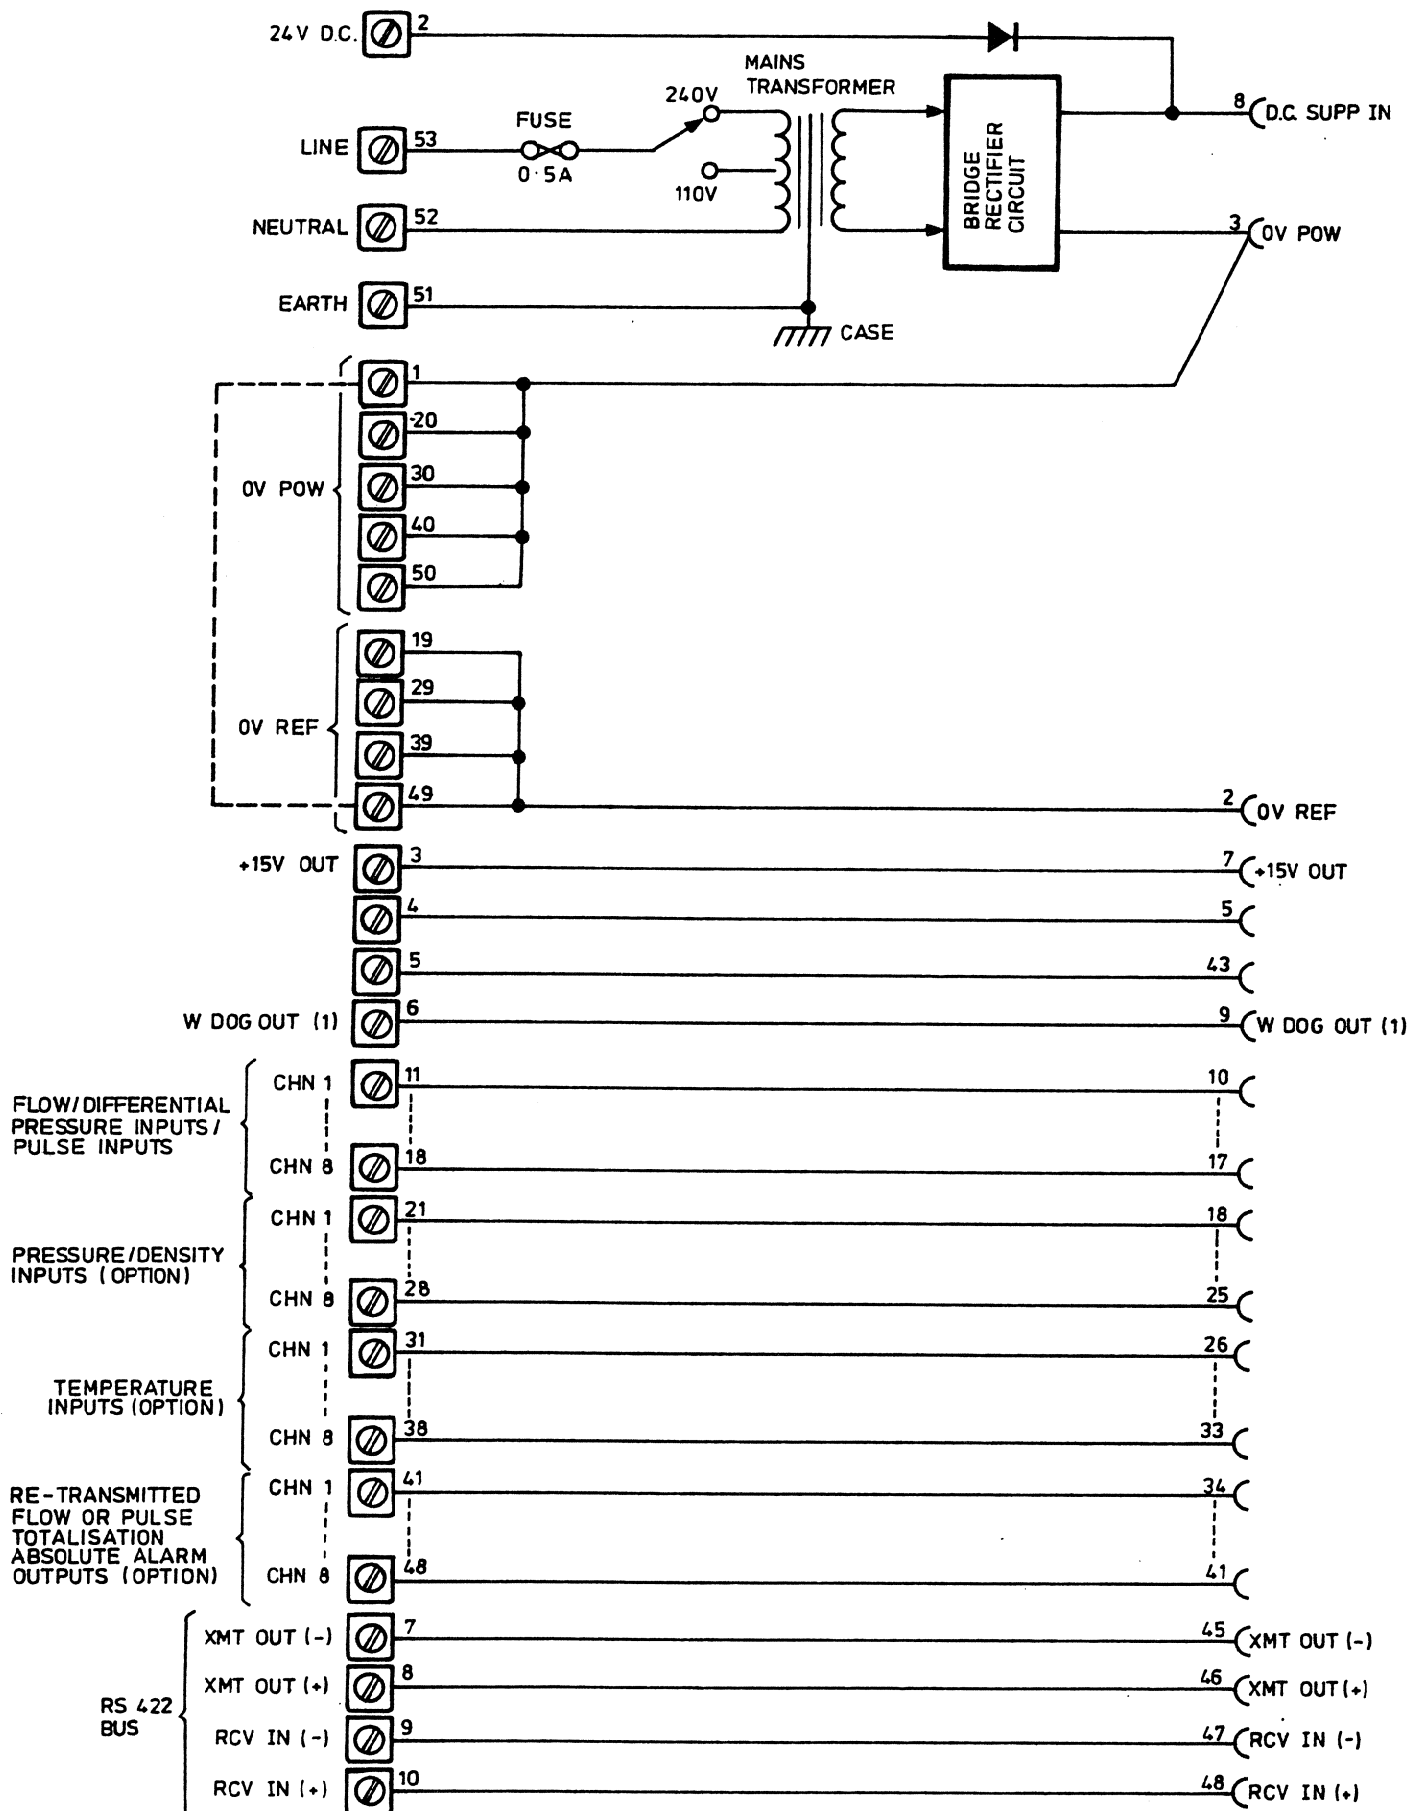 24V D.C. 2
MAINS
TRANSFORMER
240V
8 D.C. SUPP IN
FUSE
LINE 53
0·5A
110V
BRIDGE
RECTIFIER
CIRCUIT
NEUTRAL 52
3 0V POW
EARTH 51
CASE
1
20
30
0V POW
40
50
19
29
0V REF
39
49 2 0V REF
+15V OUT 3 7 +15V OUT
4 5
5 43
W DOG OUT (1) 6 9 W DOG OUT (1)
FLOW/DIFFERENTIAL
PRESSURE INPUTS/
PULSE INPUTS
CHN 1 11 10
CHN 8 18 17
PRESSURE/DENSITY
INPUTS (OPTION)
CHN 1 21 18
CHN 8 28 25
TEMPERATURE
INPUTS (OPTION)
CHN 1 31 26
CHN 8 38 33
RE-TRANSMITTED
FLOW OR PULSE
TOTALISATION
ABSOLUTE ALARM
OUTPUTS (OPTION)
CHN 1 41 34
CHN 8 48 41
RS 422
BUS
XMT OUT (-) 7 45 XMT OUT (-)
XMT OUT (+) 8 46 XMT OUT (+)
RCV IN (-) 9 47 RCV IN (-)
RCV IN (+) 10 48 RCV IN (+)